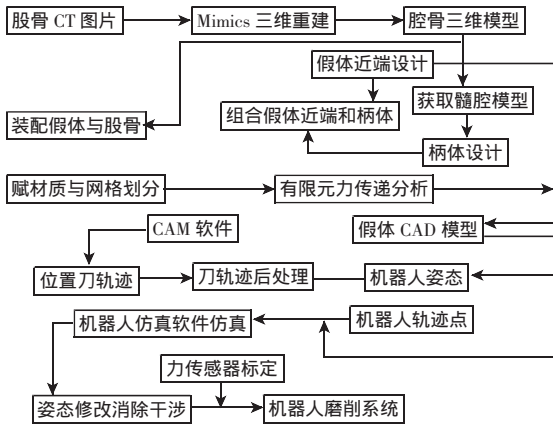 股骨 CT 图片
Mimics 三维重建
腔骨三维模型
假体近端设计
获取髓腔模型
组合假体近端和柄体
装配假体与股骨
柄体设计
赋材质与网格划分
有限元力传递分析
CAM 软件
假体 CAD 模型
位置刀轨迹
刀轨迹后处理
机器人姿态
机器人仿真软件仿真
机器人轨迹点
力传感器标定
姿态修改消除干涉
机器人磨削系统